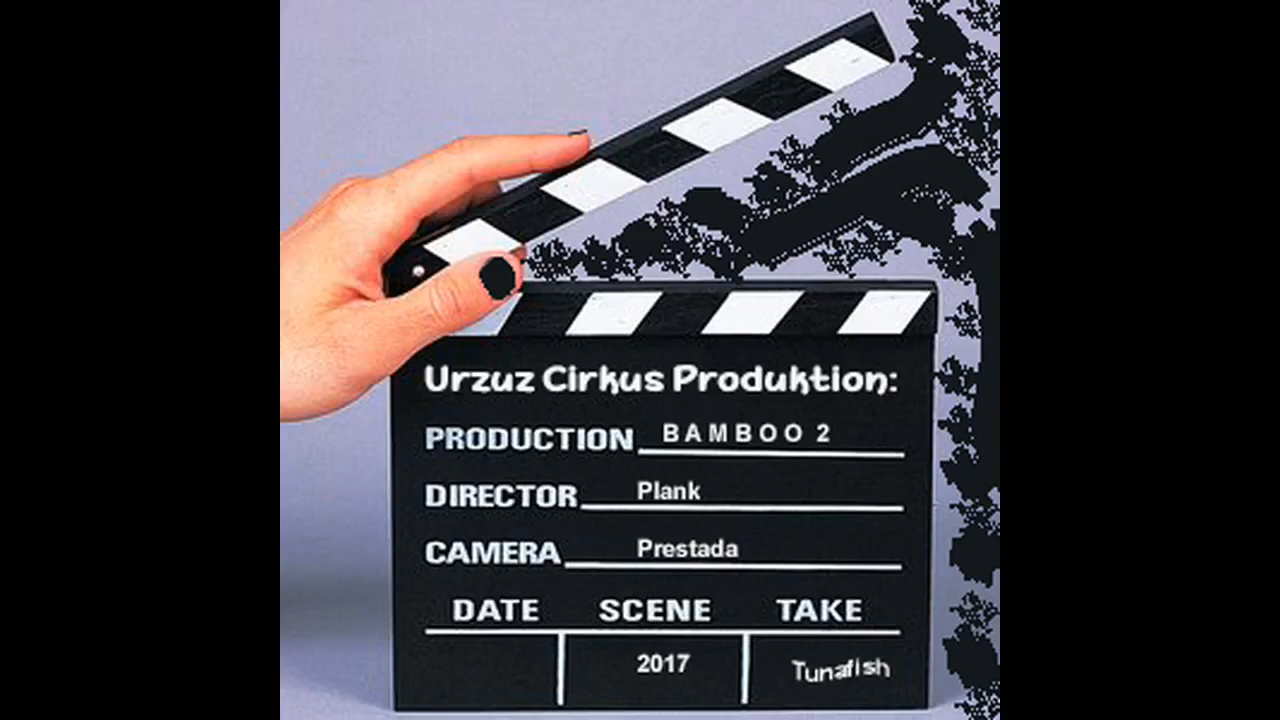 Urzuz Cirkus Produktion:
PRODUCTION BAMBOO 2
DIRECTOR Plank
CAMERA Prestada
DATE SCENE TAKE
2017 Tunafish